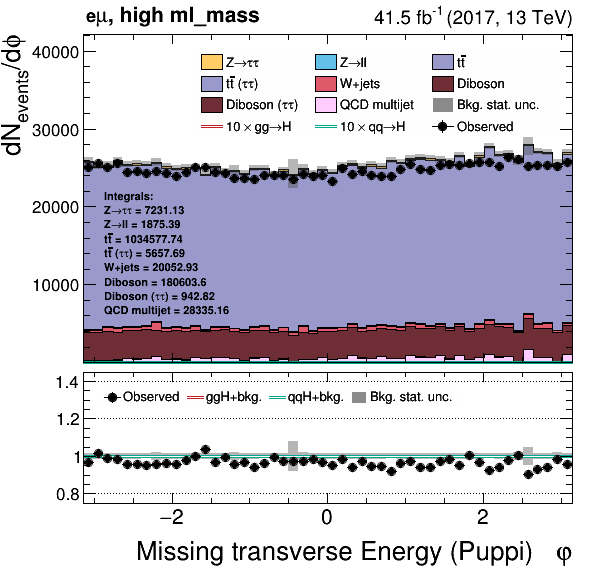 eμ, high ml_mass 41.5 fb⁻¹ (2017, 13 TeV)
dN_events/dϕ
40000
30000
20000
10000
Z→ττ Z→ll tt̄
tt̄ (ττ) W+jets Diboson
Diboson (ττ) QCD multijet Bkg. stat. unc.
10 × gg→H 10 × qq→H Observed
Integrals:
Z→ττ = 7231.13
Z→ll = 1875.39
tt̄ = 1034577.74
tt̄ (ττ) = 5657.69
W+jets = 20052.93
Diboson = 180603.6
Diboson (ττ) = 942.82
QCD multijet = 28335.16
1.4
1.2
1
0.8
Observed ggH+bkg. qqH+bkg. Bkg. stat. unc.
−2 0 2
Missing transverse Energy (Puppi) φ